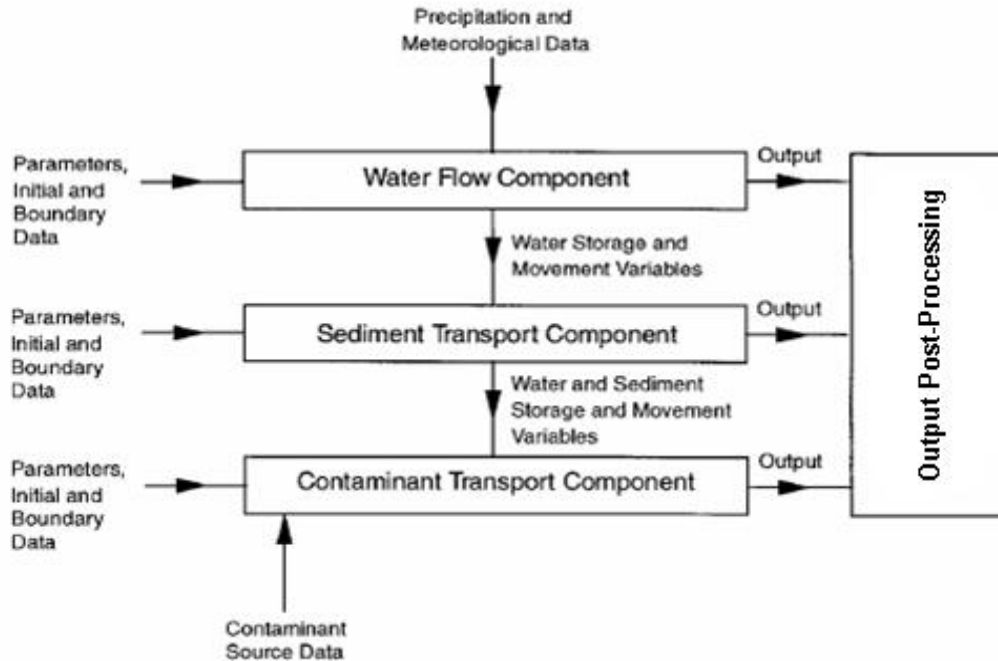 Precipitation and
Meteorological Data
Parameters,
Initial and
Boundary
Data
Water Flow Component
Output
Water Storage and
Movement Variables
Parameters,
Initial and
Boundary
Data
Sediment Transport Component
Output
Water and Sediment
Storage and Movement
Variables
Parameters,
Initial and
Boundary
Data
Contaminant Transport Component
Output
Contaminant
Source Data
Output Post-Processing